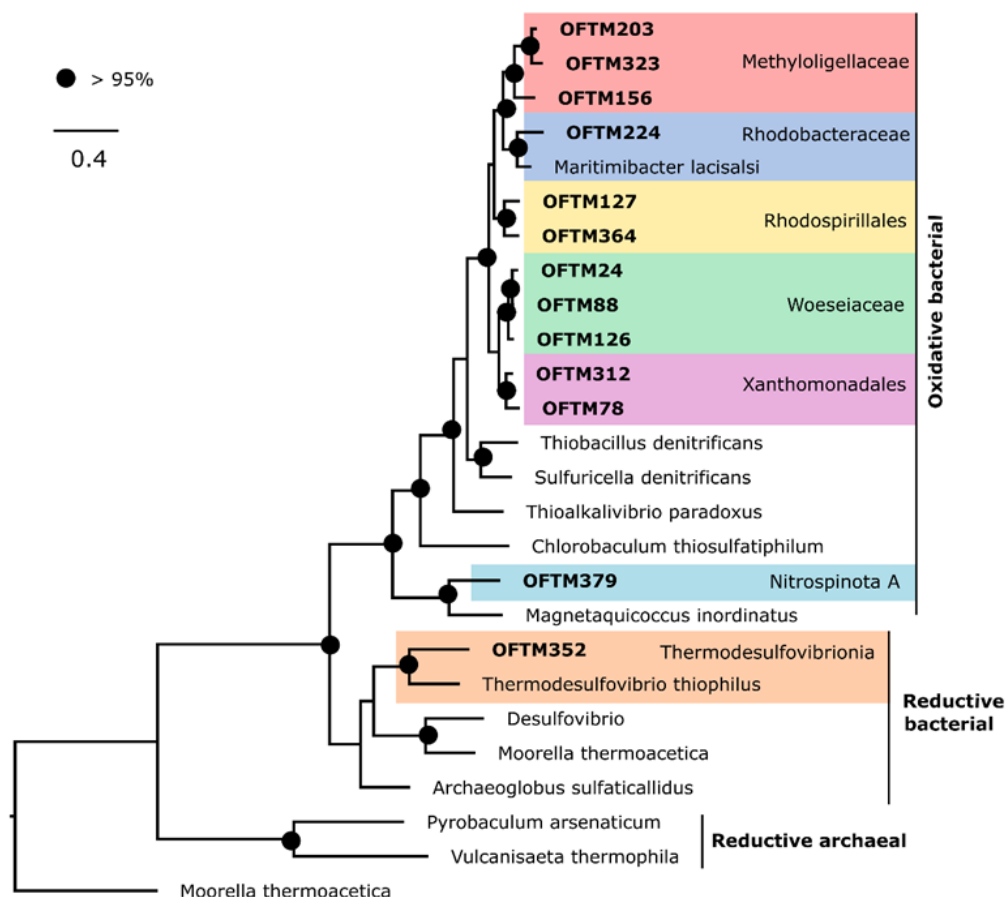 > 95%
0.4
OFTM203
OFTM323
Methyloligellaceae
OFTM156
OFTM224
Rhodobacteraceae
Maritimibacter lacisalsi
OFTM127
Rhodospirillales
OFTM364
OFTM24
OFTM88
Woeseiaceae
OFTM126
OFTM312
Xanthomonadales
OFTM78
Thiobacillus denitrificans
Sulfuricella denitrificans
Thioalkalivibrio paradoxus
Chlorobaculum thiosulfatiphilum
OFTM379
Nitrospinota A
Magnetaquicoccus inordinatus
Oxidative bacterial
OFTM352
Thermodesulfovibrionia
Thermodesulfovibrio thiophilus
Desulfovibrio
Moorella thermoacetica
Archaeoglobus sulfaticallidus
Reductive
bacterial
Pyrobaculum arsenaticum
Vulcanisaeta thermophila
Reductive archaeal
Moorella thermoacetica